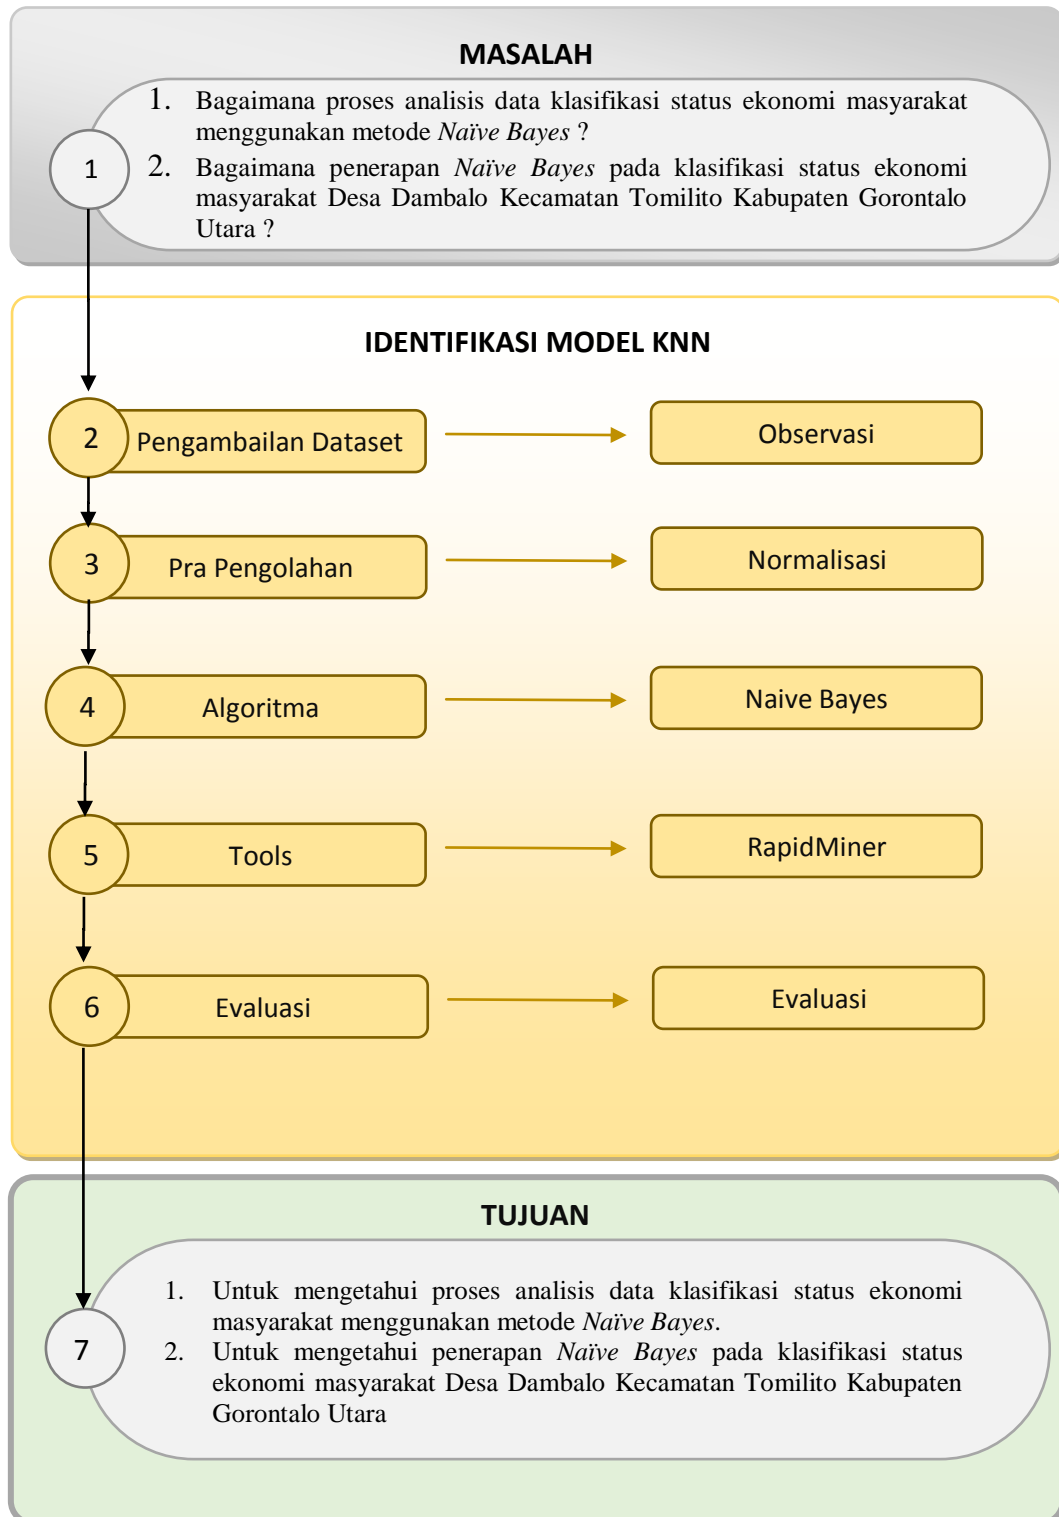 MASALAH
1. Bagaimana proses analisis data klasifikasi status ekonomi masyarakat
menggunakan metode Naïve Bayes ?
1
2. Bagaimana penerapan Naïve Bayes pada klasifikasi status ekonomi
masyarakat Desa Dambalo Kecamatan Tomilito Kabupaten Gorontalo
Utara ?
IDENTIFIKASI MODEL KNN
2 Pengambailan Dataset Observasi
3 Pra Pengolahan Normalisasi
4 Algoritma Naive Bayes
5 Tools RapidMiner
6 Evaluasi Evaluasi
TUJUAN
1. Untuk mengetahui proses analisis data klasifikasi status ekonomi
masyarakat menggunakan metode Naïve Bayes.
7
2. Untuk mengetahui penerapan Naïve Bayes pada klasifikasi status
ekonomi masyarakat Desa Dambalo Kecamatan Tomilito Kabupaten
Gorontalo Utara